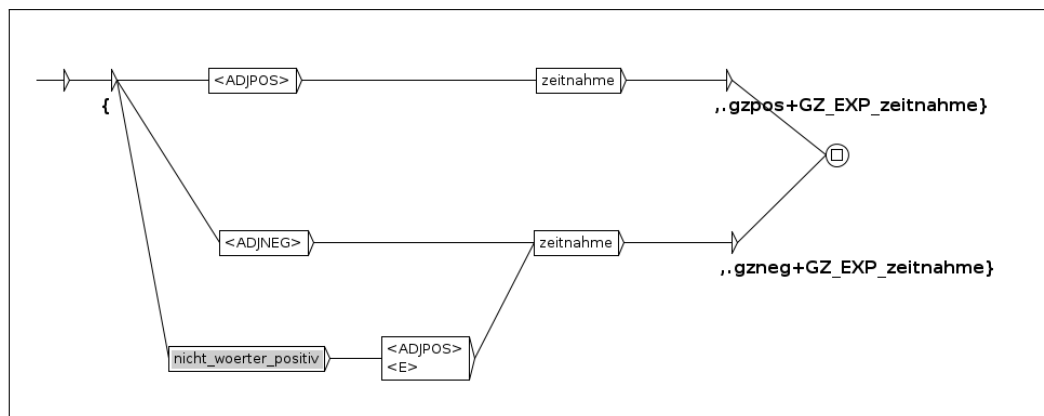 <ADJPOS>
zeitnahme
{
,.gzpos+GZ_EXP_zeitnahme}
<ADJNEG>
zeitnahme
,.gzneg+GZ_EXP_zeitnahme}
nicht_woerter_positiv
<ADJPOS>
<E>